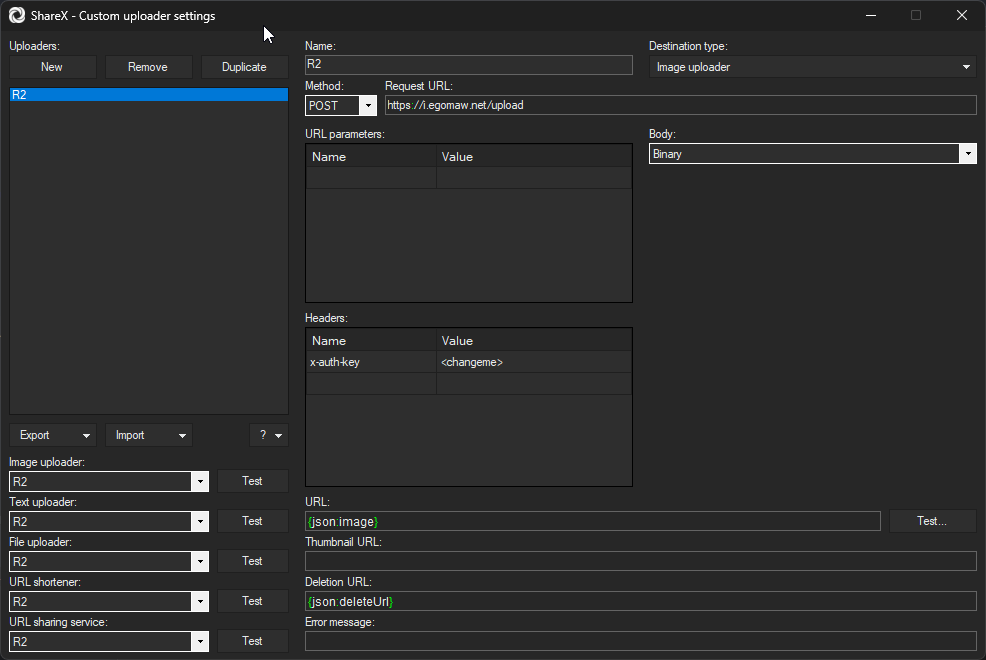 ShareX - Custom uploader settings
Uploaders:
New Remove Duplicate
R2
Export Import ?
Image uploader:
R2 Test
Text uploader:
R2 Test
File uploader:
R2 Test
URL shortener:
R2 Test
URL sharing service:
R2 Test
Name:
R2
Destination type:
Image uploader
Method: Request URL:
POST https://i.egomaw.net/upload
URL parameters:
Name Value
Body:
Binary
Headers:
Name Value
x-auth-key <changeme>
URL:
{json:image} Test...
Thumbnail URL:
Deletion URL:
{json:deleteUrl}
Error message: